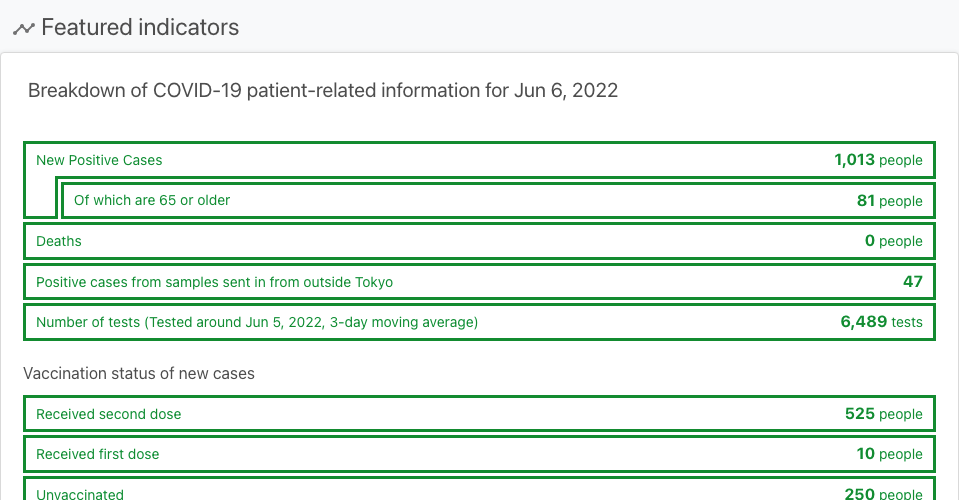 Featured indicators
Breakdown of COVID-19 patient-related information for Jun 6, 2022
New Positive Cases 1,013 people
Of which are 65 or older 81 people
Deaths 0 people
Positive cases from samples sent in from outside Tokyo 47
Number of tests (Tested around Jun 5, 2022, 3-day moving average) 6,489 tests
Vaccination status of new cases
Received second dose 525 people
Received first dose 10 people
Unvaccinated 250 people